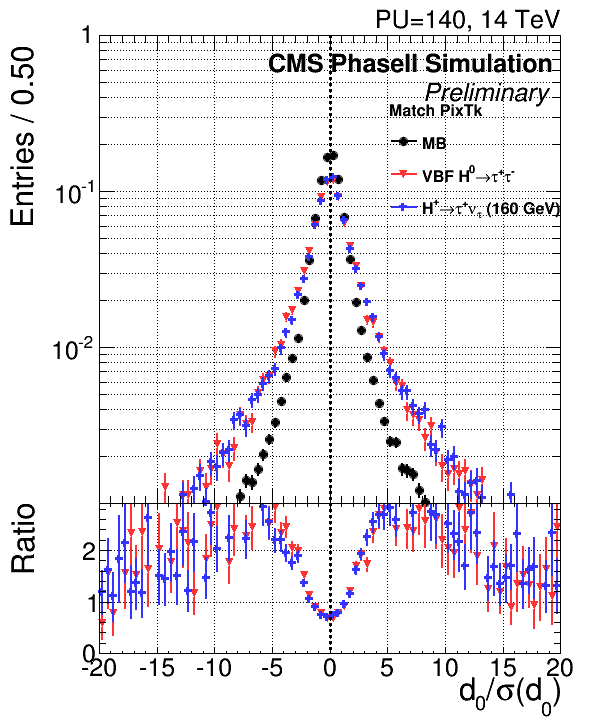 PU=140, 14 TeV
CMS PhaseII Simulation
Preliminary
Match PixTk
MB
VBF H⁰→τ⁺τ⁻
H⁺→τ⁺ντ (160 GeV)
Entries / 0.50
1
10⁻¹
10⁻²
Ratio
2
1
0
-20 -15 -10 -5 0 5 10 15 20
d₀/σ(d₀)